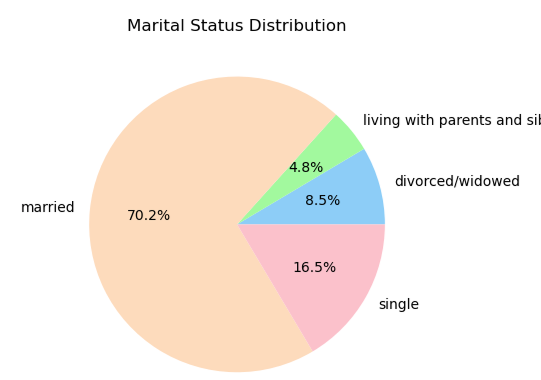 Marital Status Distribution
living with parents and
4.8%
divorced/widowed
8.5%
married
70.2%
16.5%
single